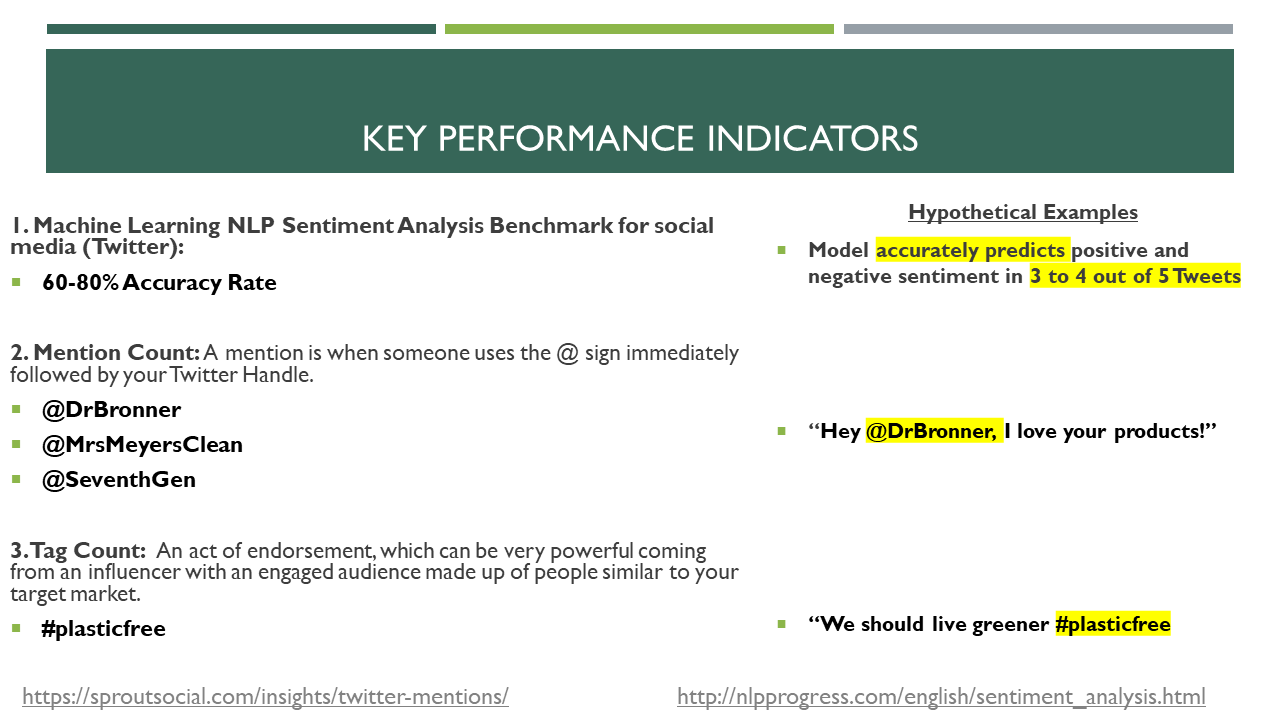 KEY PERFORMANCE INDICATORS
1. Machine Learning NLP Sentiment Analysis Benchmark for social
media (Twitter):
60-80% Accuracy Rate
2. Mention Count: A mention is when someone uses the @ sign immediately
followed by your Twitter Handle.
@DrBronner
@MrsMeyersClean
@SeventhGen
3. Tag Count: An act of endorsement, which can be very powerful coming
from an influencer with an engaged audience made up of people similar to your
target market.
#plasticfree
Hypothetical Examples
Model accurately predicts positive and
negative sentiment in 3 to 4 out of 5 Tweets
“Hey @DrBronner, I love your products!”
“We should live greener #plasticfree
https://sproutsocial.com/insights/twitter-mentions/
http://nlpprogress.com/english/sentiment_analysis.html